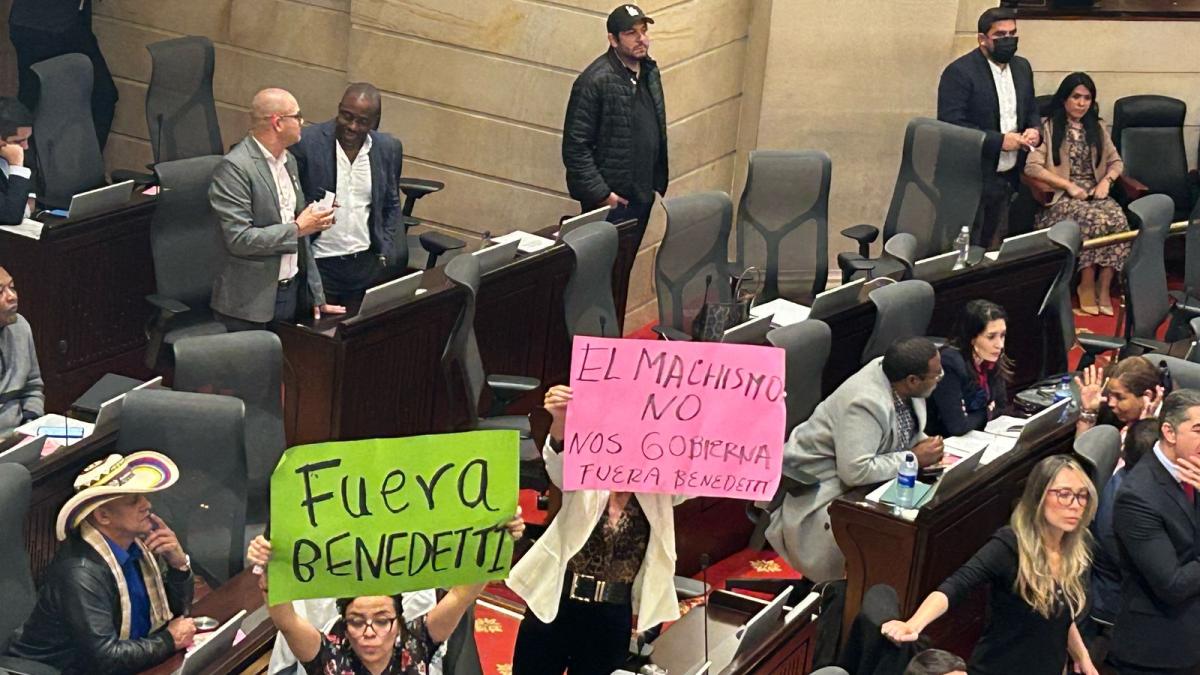 Fuera
BENEDETTI
EL MACHISMO
NO
NOS GOBIERNA
FUERA BENEDETTI